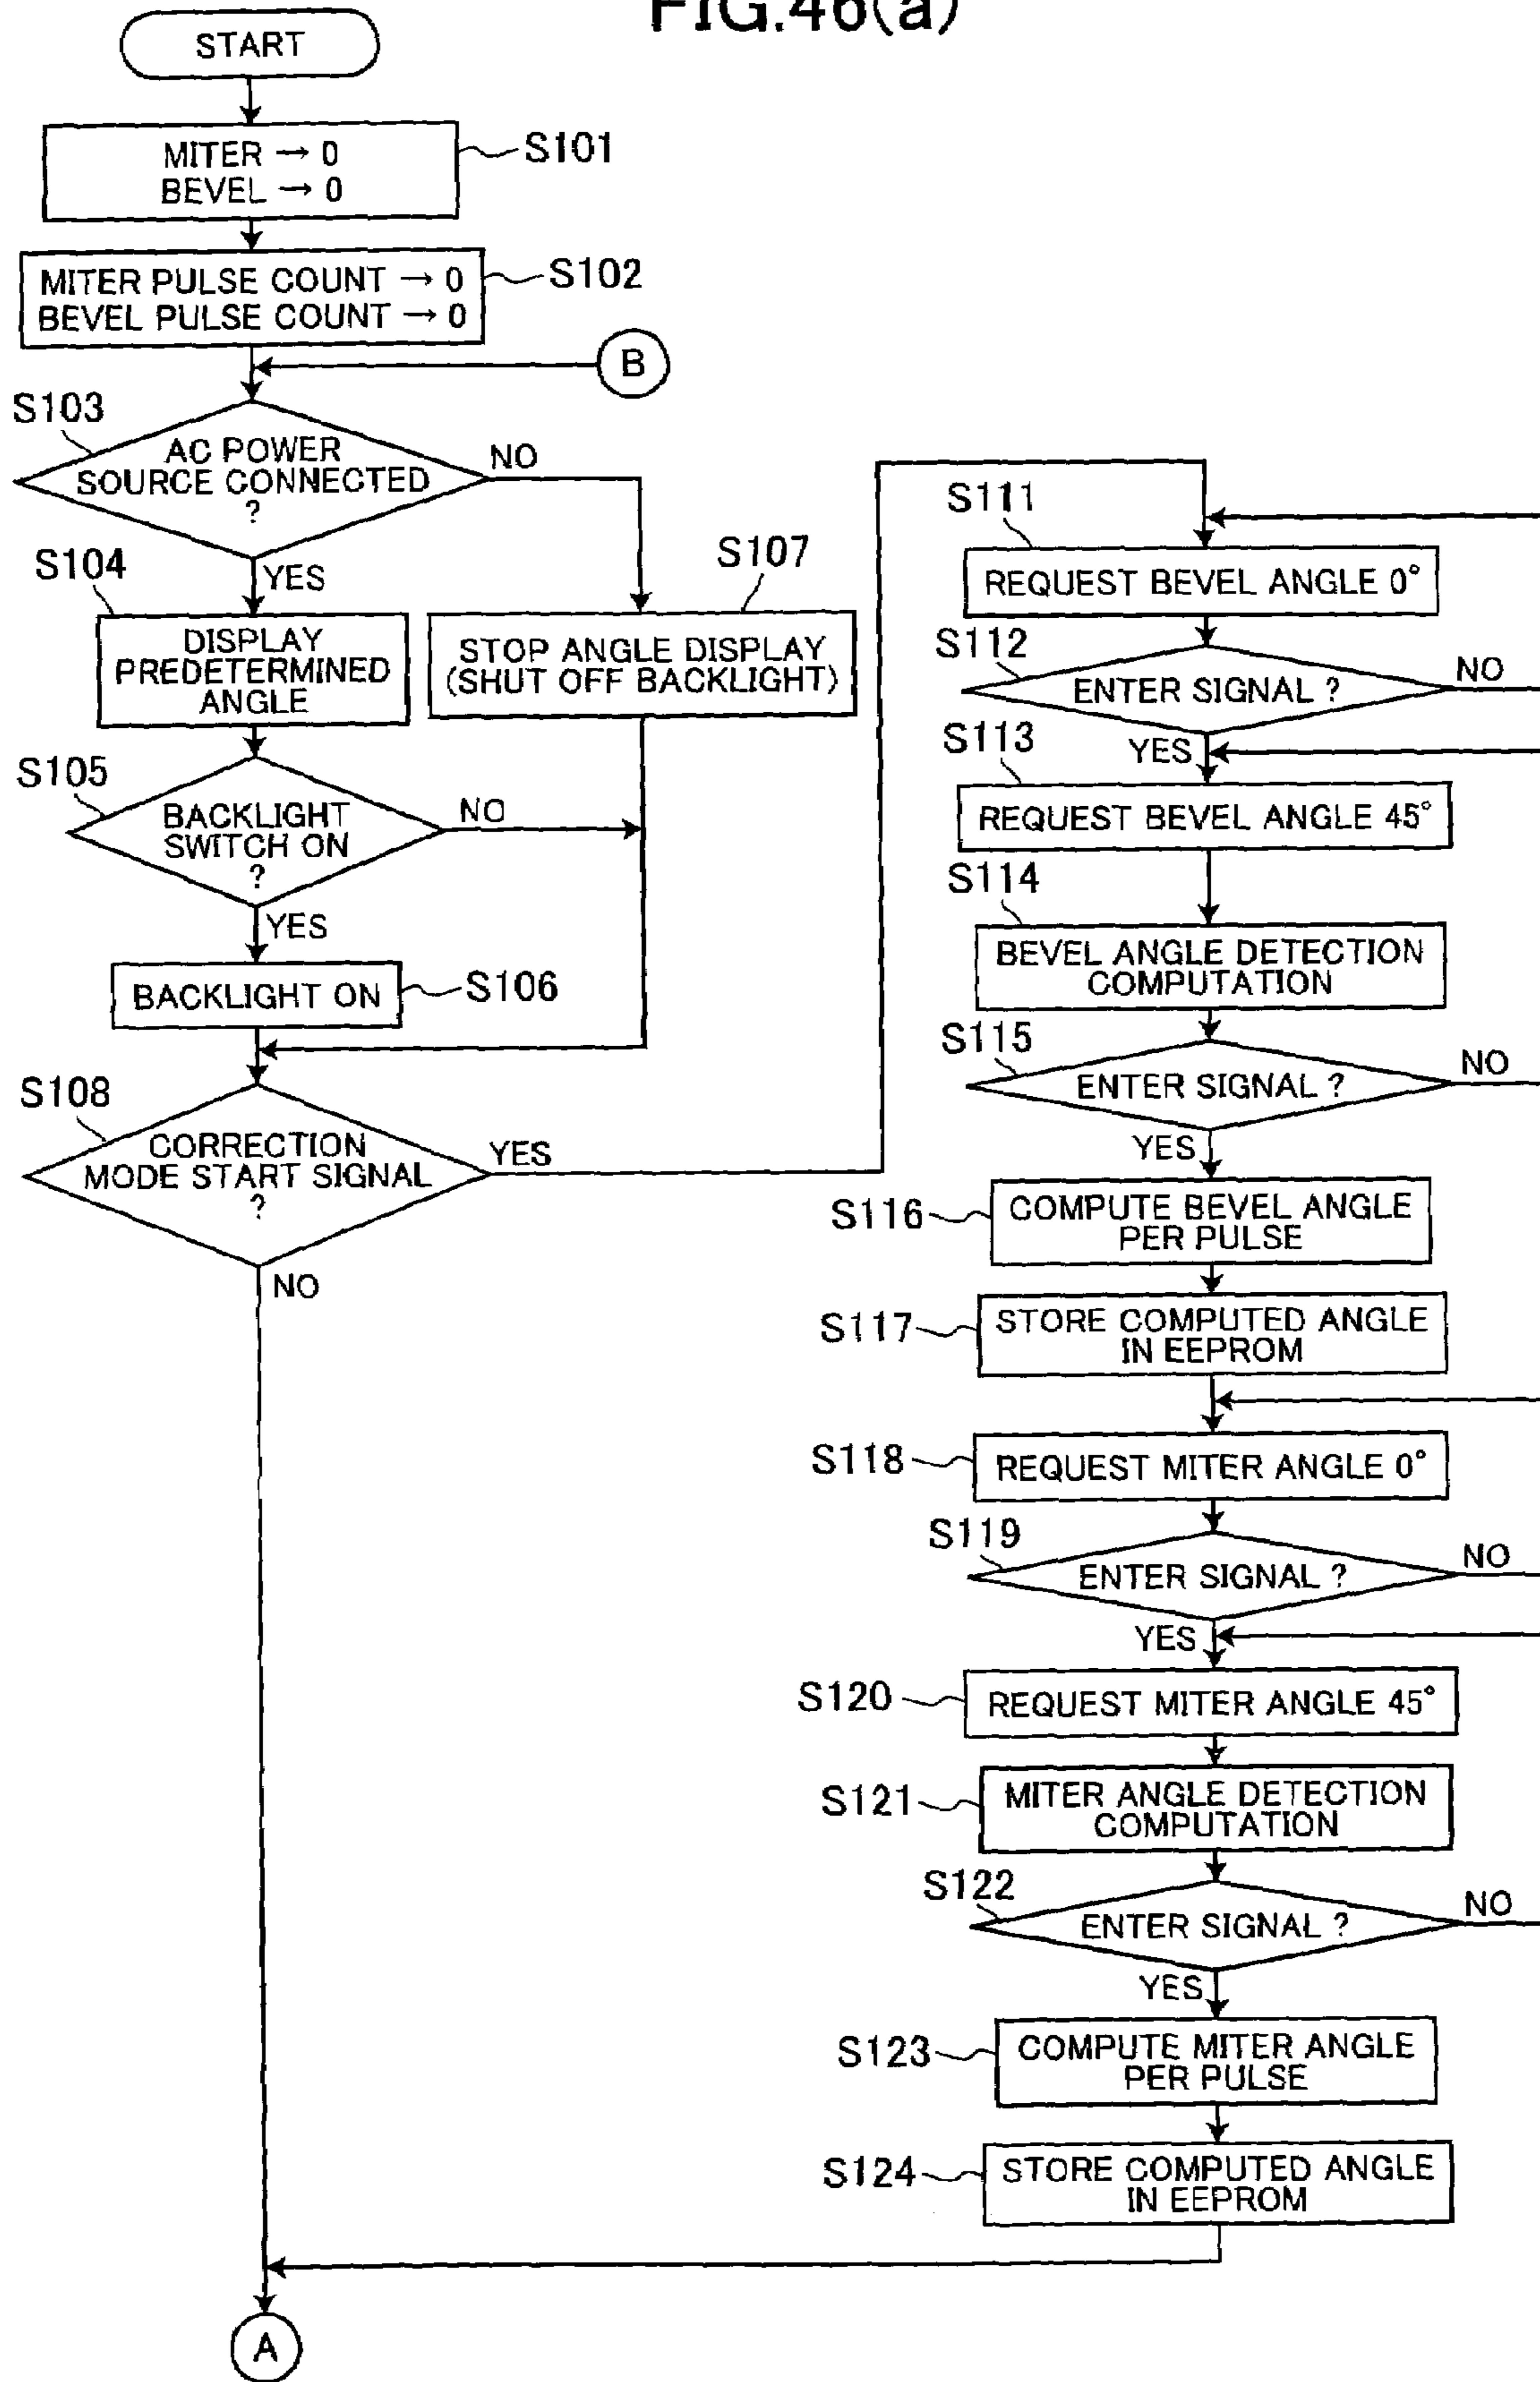 FIG.46(a)
START
MITER → 0
BEVEL → 0
S101
MITER PULSE COUNT → 0
BEVEL PULSE COUNT → 0
S102
B
S103
AC POWER
SOURCE CONNECTED
?
NO
YES
S104
DISPLAY
PREDETERMINED
ANGLE
S107
STOP ANGLE DISPLAY
(SHUT OFF BACKLIGHT)
S105
BACKLIGHT
SWITCH ON
?
NO
YES
BACKLIGHT ON
S106
S108
CORRECTION
MODE START SIGNAL
?
YES
NO
S111
REQUEST BEVEL ANGLE 0°
S112
ENTER SIGNAL ?
NO
YES
S113
REQUEST BEVEL ANGLE 45°
S114
BEVEL ANGLE DETECTION
COMPUTATION
S115
ENTER SIGNAL ?
NO
YES
S116
COMPUTE BEVEL ANGLE
PER PULSE
S117
STORE COMPUTED ANGLE
IN EEPROM
S118
REQUEST MITER ANGLE 0°
S119
ENTER SIGNAL ?
NO
YES
S120
REQUEST MITER ANGLE 45°
S121
MITER ANGLE DETECTION
COMPUTATION
S122
ENTER SIGNAL ?
NO
YES
S123
COMPUTE MITER ANGLE
PER PULSE
S124
STORE COMPUTED ANGLE
IN EEPROM
A